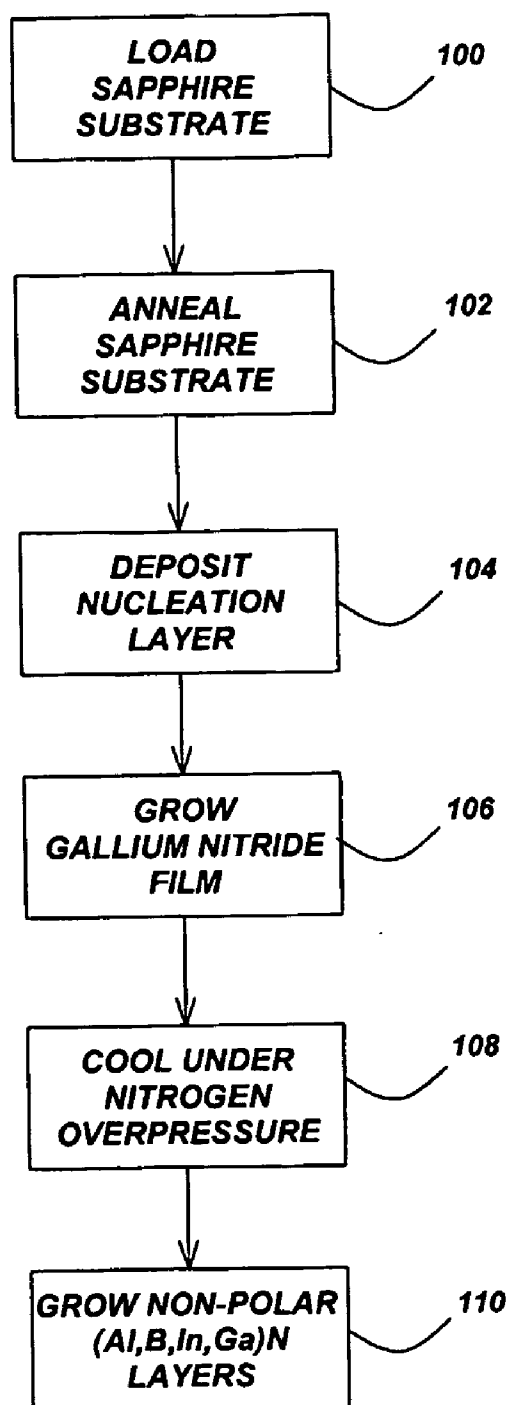 LOAD
SAPPHIRE
SUBSTRATE
100
ANNEAL
SAPPHIRE
SUBSTRATE
102
DEPOSIT
NUCLEATION
LAYER
104
GROW
GALLIUM NITRIDE
FILM
106
COOL UNDER
NITROGEN
OVERPRESSURE
108
GROW NON-POLAR
(Al,B,In,Ga)N
LAYERS
110